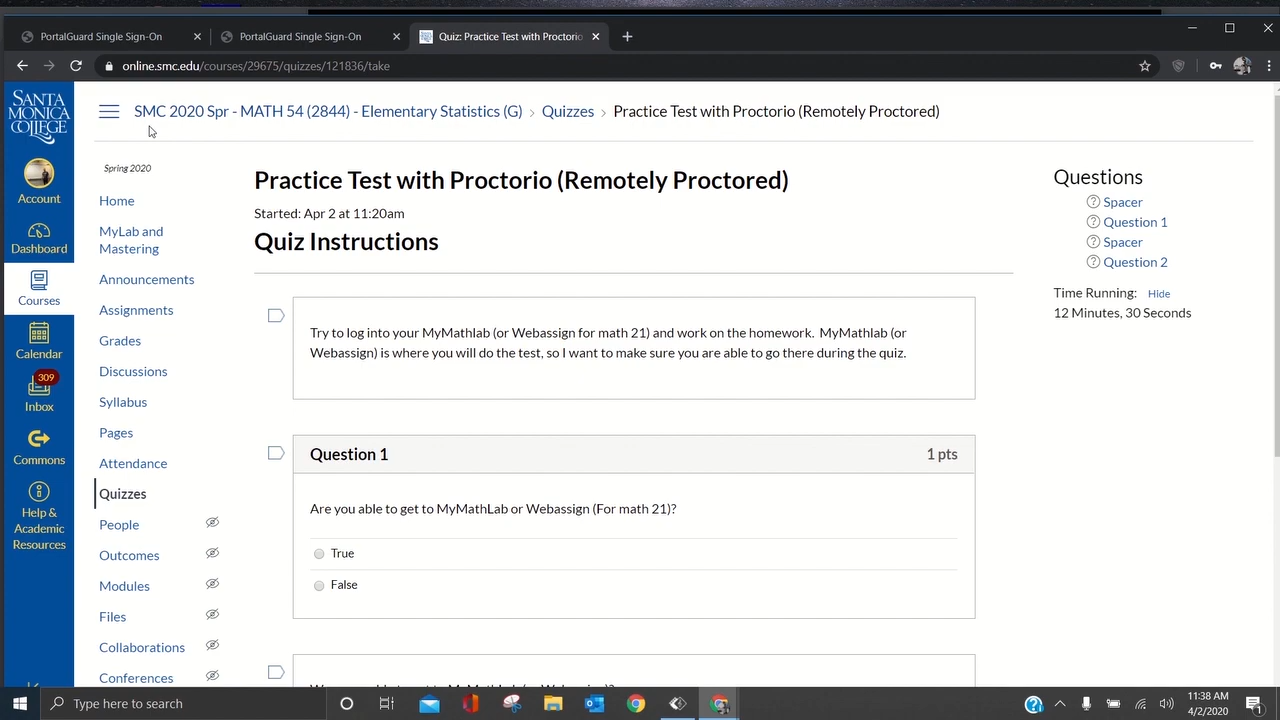 PortalGuard Single Sign-On
PortalGuard Single Sign-On
Quiz: Practice Test with Proctorio
online.smc.edu/courses/29675/quizzes/121836/take
SANTA
MONICA
COLLEGE
Account
Dashboard
Courses
Calendar
309
Inbox
Commons
Help &
Academic
Resources
SMC 2020 Spr - MATH 54 (2844) - Elementary Statistics (G) › Quizzes › Practice Test with Proctorio (Remotely Proctored)
Spring 2020
Home
MyLab and
Mastering
Announcements
Assignments
Grades
Discussions
Syllabus
Pages
Attendance
Quizzes
People
Outcomes
Modules
Files
Collaborations
Conferences
Practice Test with Proctorio (Remotely Proctored)
Started: Apr 2 at 11:20am
Quiz Instructions
Try to log into your MyMathlab (or Webassign for math 21) and work on the homework. MyMathlab (or
Webassign) is where you will do the test, so I want to make sure you are able to go there during the quiz.
Question 1
1 pts
Are you able to get to MyMathLab or Webassign (For math 21)?
True
False
Questions
Spacer
Question 1
Spacer
Question 2
Time Running: Hide
12 Minutes, 30 Seconds
Type here to search
11:38 AM
4/2/2020